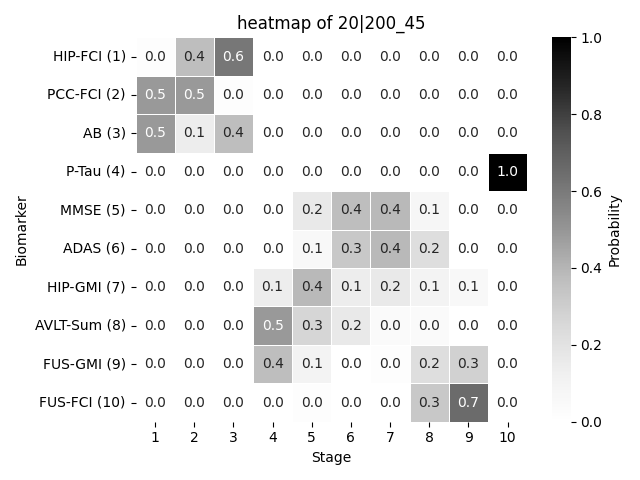 heatmap of 20|200_45
HIP-FCI (1) 0.0 0.4 0.6 0.0 0.0 0.0 0.0 0.0 0.0 0.0
PCC-FCI (2) 0.5 0.5 0.0 0.0 0.0 0.0 0.0 0.0 0.0 0.0
AB (3) 0.5 0.1 0.4 0.0 0.0 0.0 0.0 0.0 0.0 0.0
P-Tau (4) 0.0 0.0 0.0 0.0 0.0 0.0 0.0 0.0 0.0 1.0
MMSE (5) 0.0 0.0 0.0 0.0 0.2 0.4 0.4 0.1 0.0 0.0
ADAS (6) 0.0 0.0 0.0 0.0 0.1 0.3 0.4 0.2 0.0 0.0
HIP-GMI (7) 0.0 0.0 0.0 0.1 0.4 0.1 0.2 0.1 0.1 0.0
AVLT-Sum (8) 0.0 0.0 0.0 0.5 0.3 0.2 0.0 0.0 0.0 0.0
FUS-GMI (9) 0.0 0.0 0.0 0.4 0.1 0.0 0.0 0.2 0.3 0.0
FUS-FCI (10) 0.0 0.0 0.0 0.0 0.0 0.0 0.0 0.3 0.7 0.0
1 2 3 4 5 6 7 8 9 10
Stage
Biomarker
1.0
0.8
0.6
0.4
0.2
0.0
Probability